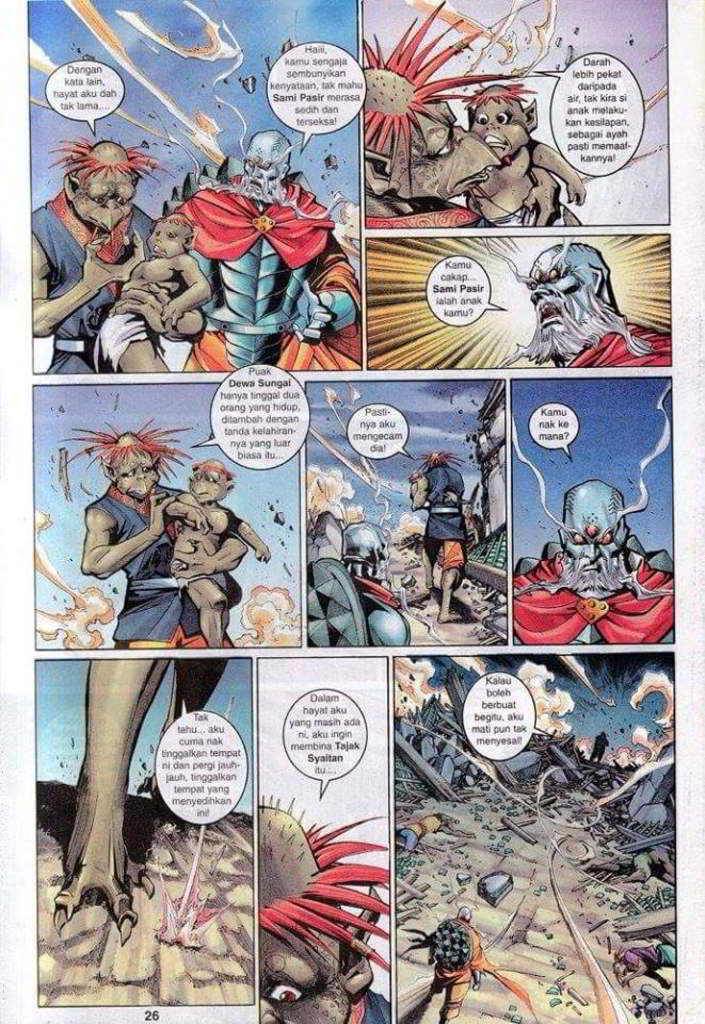 Dengan
kata lain,
hayat aku dah
tak lama....
Haiii,
kamu sengaja
sembunyikan
kenyataan, tak mahu
Sami Pasir merasa
sedih dan
terseksa!
Darah
lebih pekat
daripada
air, tak kira si
anak melaku-
kan kesilapan,
sebagai ayah
pasti memaaf-
kannya!
Kamu
cakap...
Sami Pasir
ialah anak
kamu?
Puak
Dewa Sungai
hanya tinggal dua
orang yang hidup,
ditambah dengan
tanda kelahiran-
nya yang luar
biasa itu...
Pasti-
nya aku
mengecam
dia!
Kamu
nak ke
mana?
Tak
tahu... aku
cuma nak
tinggalkan tempat
ni dan pergi jauh-
jauh, tinggalkan
tempat yang
menyedihkan
ini!
Dalam
hayat aku
yang masih ada
ni, aku ingin
membina Tajak
Syaitan
itu....
Kalau
boleh
berbuat
begitu, aku
mati pun tak
menyesal!
26